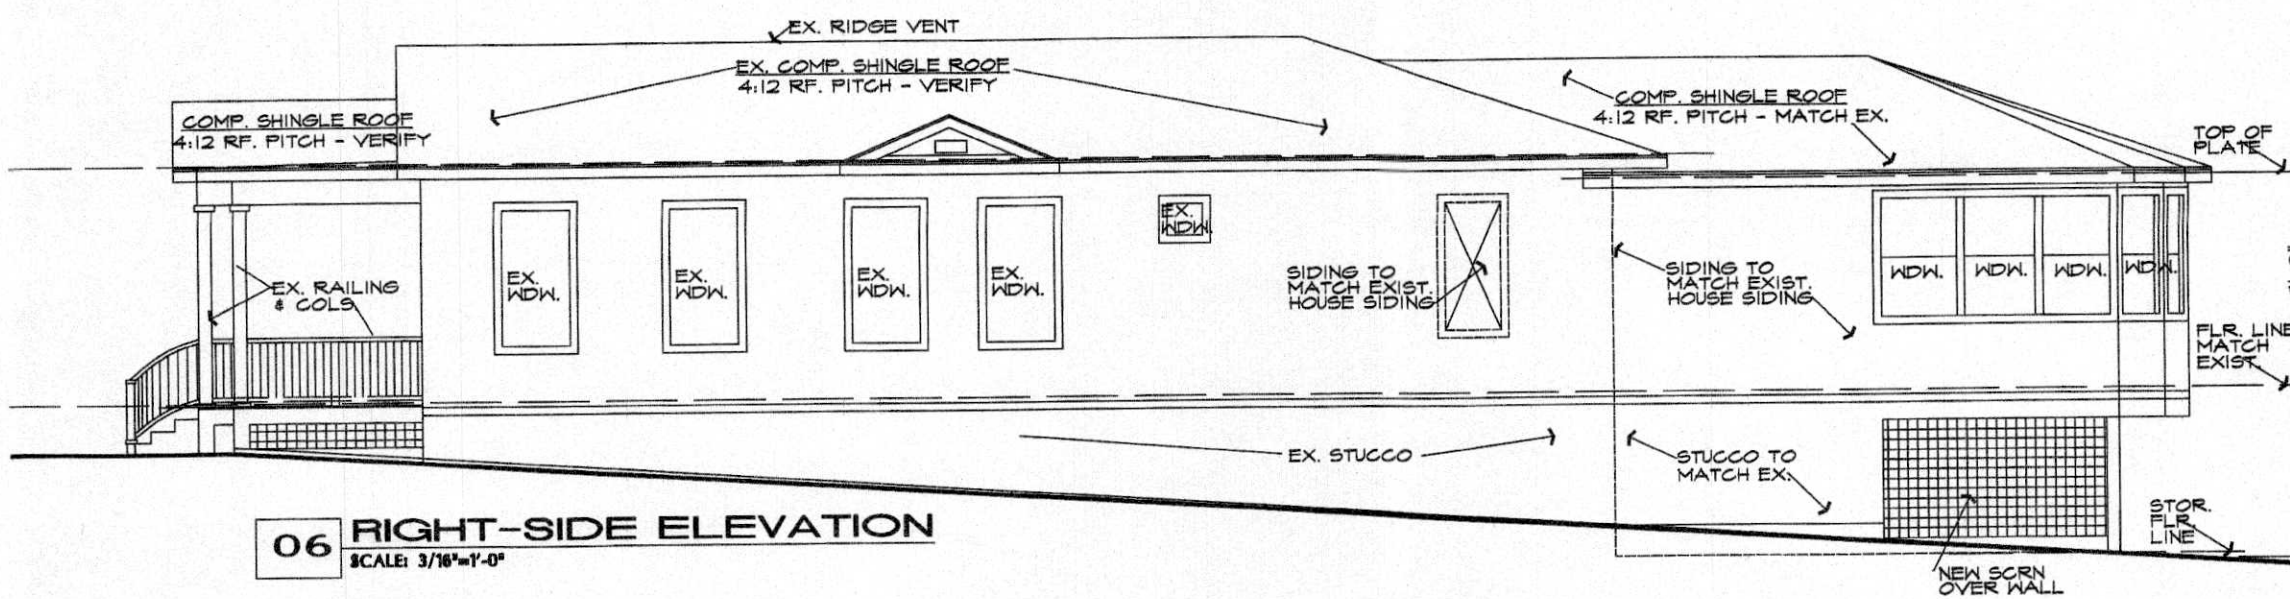 EX. RIDGE VENT
EX. COMP. SHINGLE ROOF
4:12 RF. PITCH - VERIFY
COMP. SHINGLE ROOF
4:12 RF. PITCH - VERIFY
COMP. SHINGLE ROOF
4:12 RF. PITCH - MATCH EX.
TOP OF
PLATE
EX. RAILING
& COLS.
EX.
WDW.
EX.
WDW.
EX.
WDW.
EX.
WDW.
EX.
WDW.
SIDING TO
MATCH EXIST.
HOUSE SIDING
SIDING TO
MATCH EXIST.
HOUSE SIDING
WDW.
WDW.
WDW.
WDW.
FLR. LINE
MATCH
EXIST.
EX. STUCCO
STUCCO TO
MATCH EX.
STOR.
FLR.
LINE
NEW SCRN
OVER WALL
06
RIGHT-SIDE ELEVATION
SCALE: 3/16"=1'-0"